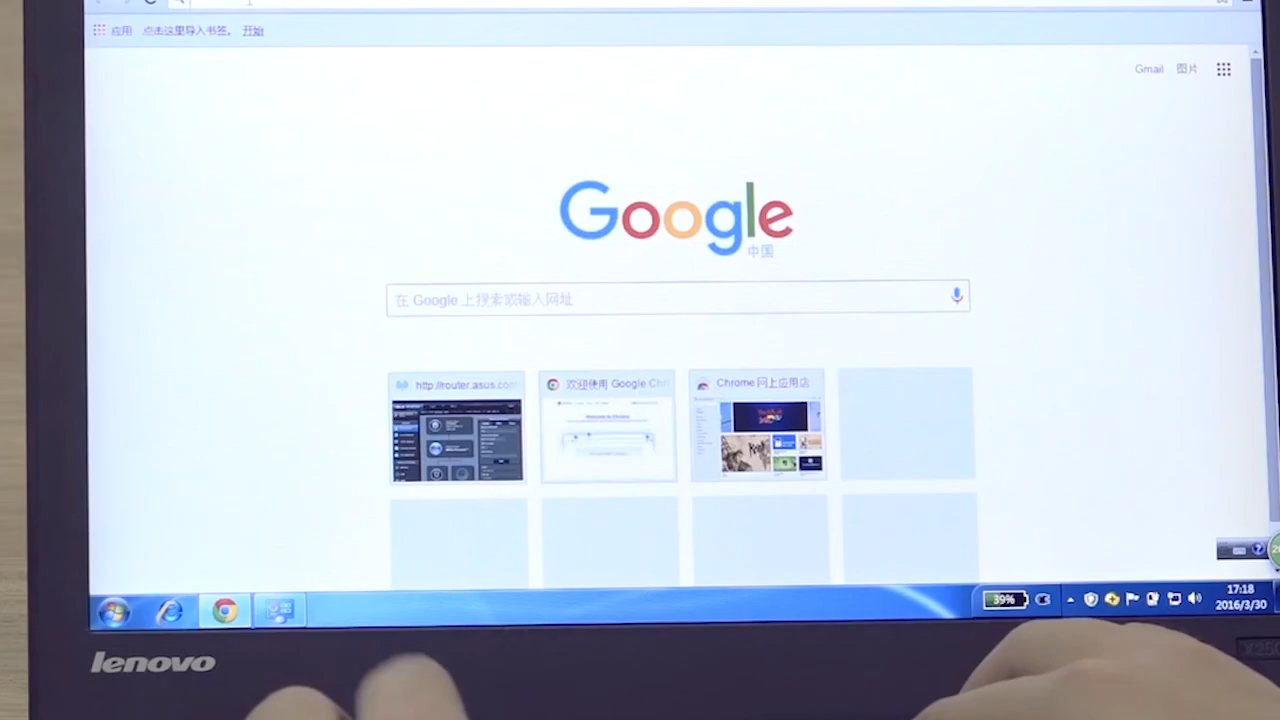 应用 点击这里导入书签。 开始
Gmail 图片
Google
中国
在 Google 上搜索或输入网址
http://router.asus.com
欢迎使用 Google Ch
Chrome 网上应用店
39%
17:18
2016/3/30
lenovo